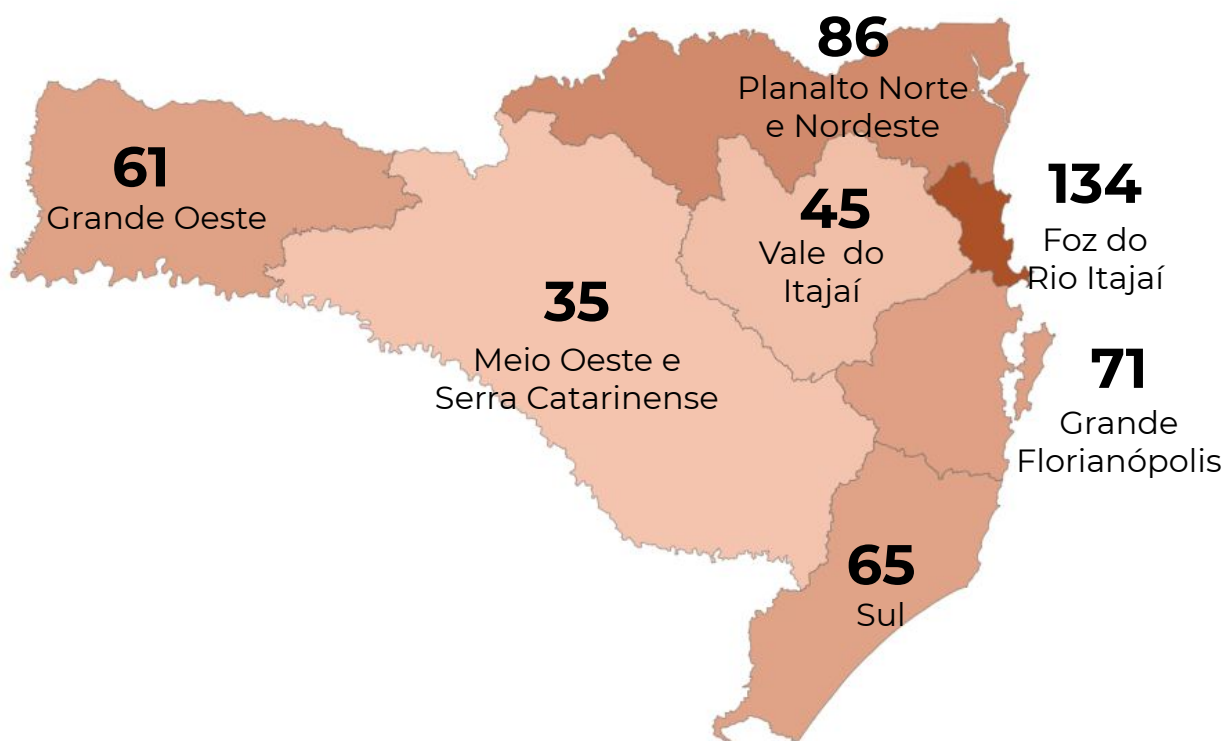 86
Planalto Norte
e Nordeste
61
Grande Oeste
134
Foz do
Rio Itajaí
45
Vale do
Itajaí
35
Meio Oeste e
Serra Catarinense
71
Grande
Florianópolis
65
Sul